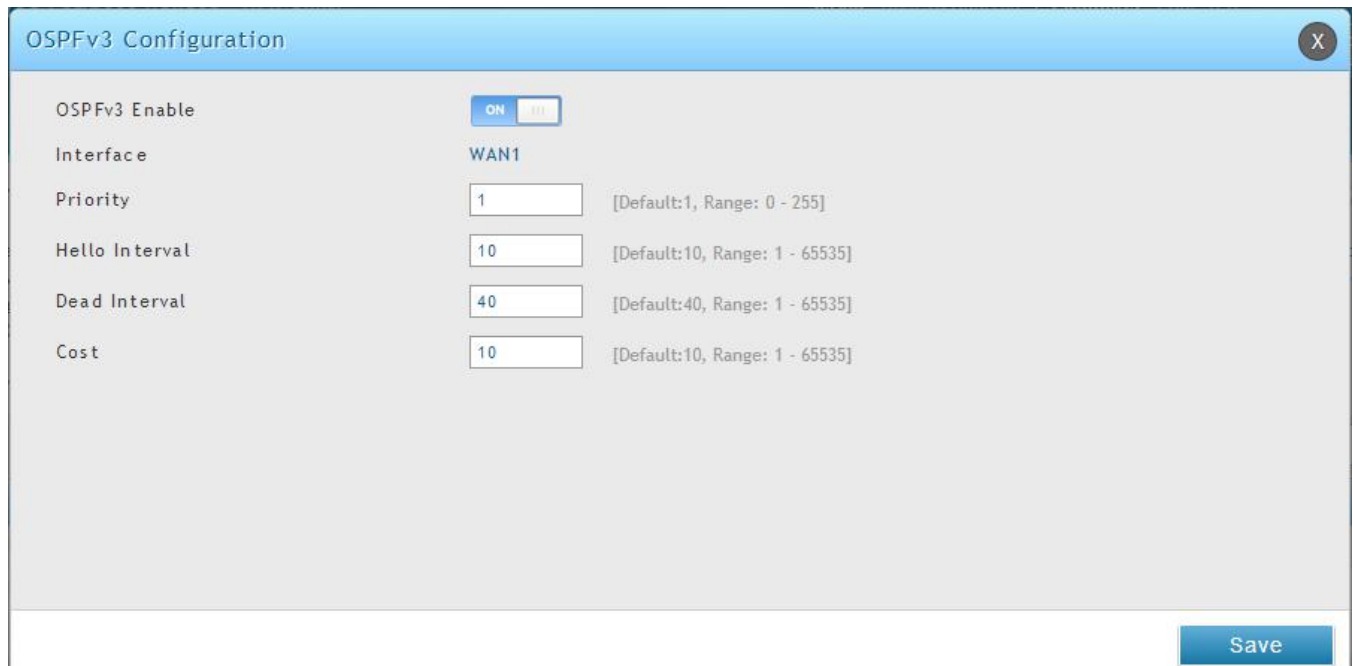 OSPFv3 Configuration
X
OSPFv3 Enable ON
Interface WAN1
Priority 1 [Default:1, Range: 0 - 255]
Hello Interval 10 [Default:10, Range: 1 - 65535]
Dead Interval 40 [Default:40, Range: 1 - 65535]
Cost 10 [Default:10, Range: 1 - 65535]
Save